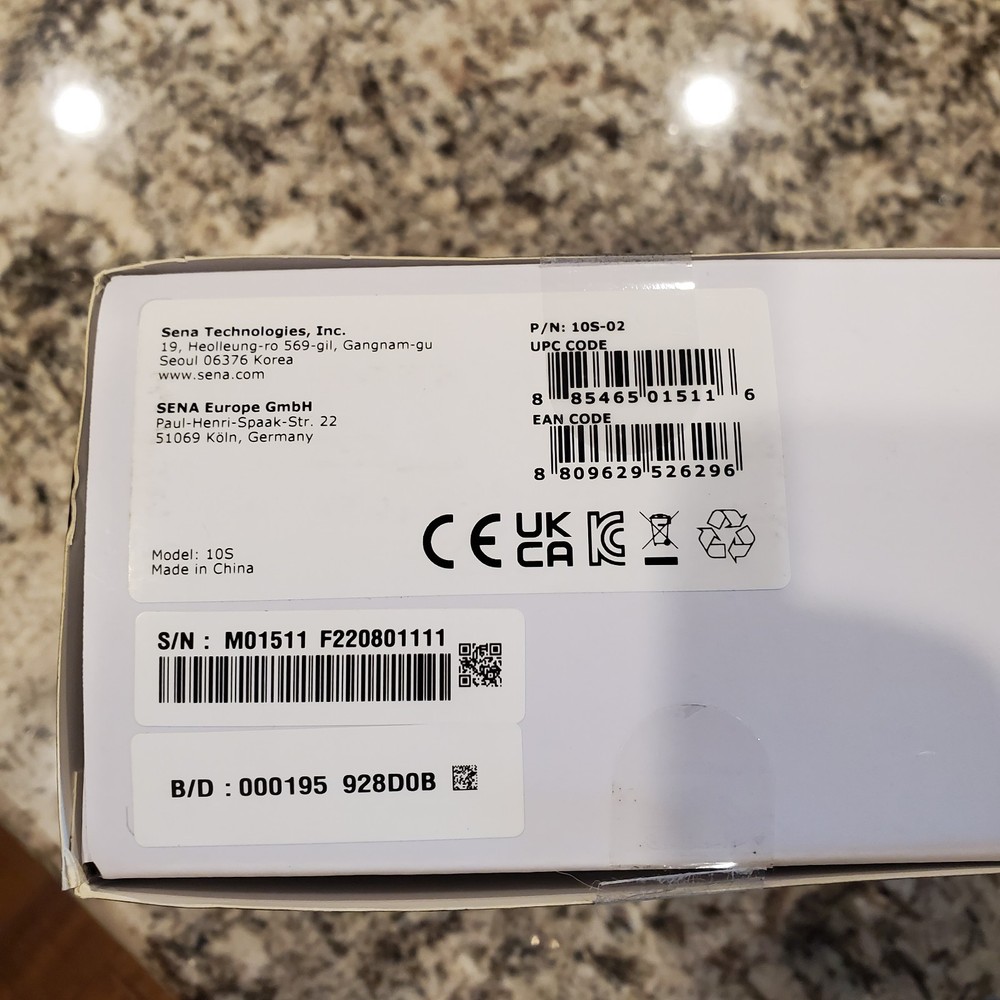 Sena Technologies, Inc.
19, Heolleung-ro 569-gil, Gangnam-gu
Seoul 06376 Korea
www.sena.com
SENA Europe GmbH
Paul-Henri-Spaak-Str. 22
51069 Köln, Germany
Model: 10S
Made in China
P/N: 10S-02
UPC CODE
8 85465 01511 6
EAN CODE
8 809629 526296
CE UK CA
S/N : M01511 F220801111
B/D : 000195 928D0B